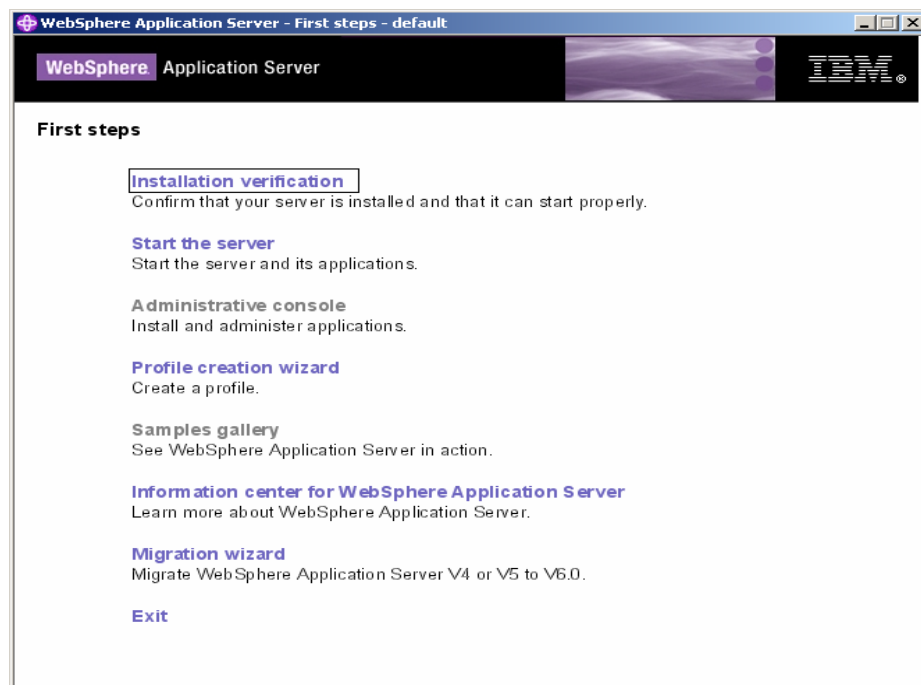 WebSphere Application Server - First steps - default
WebSphere. Application Server
IBM®
First steps
Installation verification
Confirm that your server is installed and that it can start properly.
Start the server
Start the server and its applications.
Administrative console
Install and administer applications.
Profile creation wizard
Create a profile.
Samples gallery
See WebSphere Application Server in action.
Information center for WebSphere Application Server
Learn more about WebSphere Application Server.
Migration wizard
Migrate WebSphere Application Server V4 or V5 to V6.0.
Exit